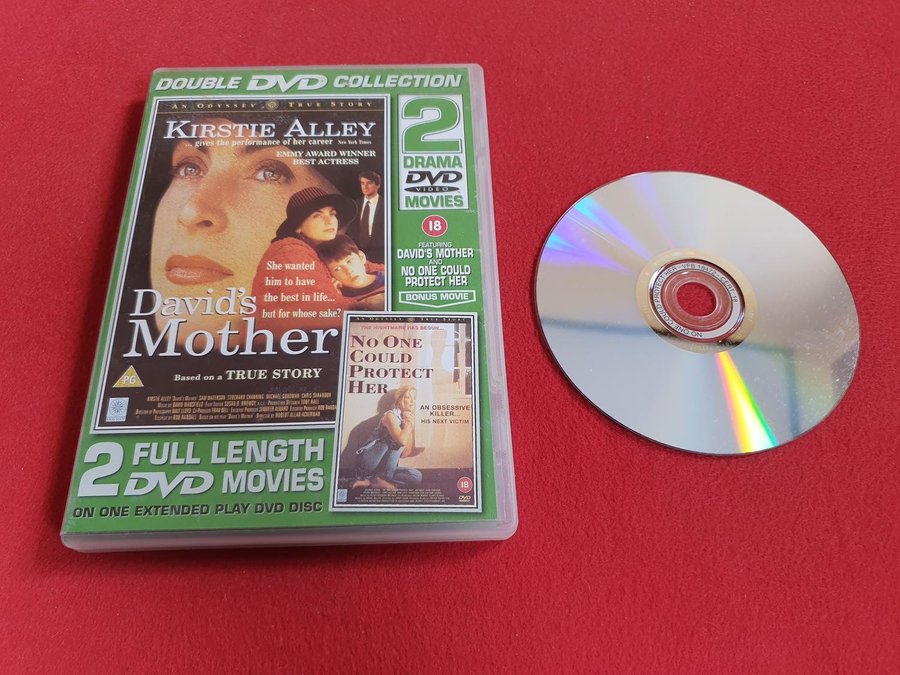 DOUBLE DVD COLLECTION
AN ODYSSEY TRUE STORY
KIRSTIE ALLEY
...gives the performance of her career New York Times
EMMY AWARD WINNER
BEST ACTRESS
She wanted
him to have
the best in life...
but for whose sake?
David's
Mother
Based on a TRUE STORY
PG
2
DRAMA
DVD
VIDEO
MOVIES
18
FEATURING
DAVID'S MOTHER
AND
NO ONE COULD
PROTECT HER
BONUS MOVIE
AN ODYSSEY TRUE STORY
THE NIGHTMARE HAS BEGUN...
NO ONE
COULD
PROTECT
HER
AN OBSESSIVE
KILLER...
HIS NEXT VICTIM
18
DVD
2 FULL LENGTH
DVD MOVIES
ON ONE EXTENDED PLAY DVD DISC